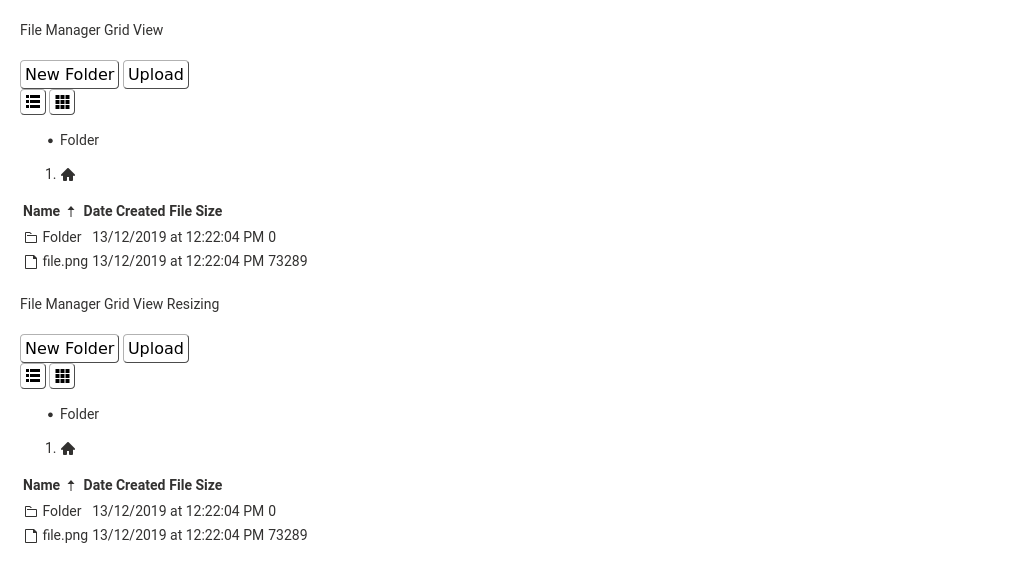 File Manager Grid View
New Folder Upload
• Folder
1.
Name ↑ Date Created File Size
Folder 13/12/2019 at 12:22:04 PM 0
file.png 13/12/2019 at 12:22:04 PM 73289
File Manager Grid View Resizing
New Folder Upload
• Folder
1.
Name ↑ Date Created File Size
Folder 13/12/2019 at 12:22:04 PM 0
file.png 13/12/2019 at 12:22:04 PM 73289